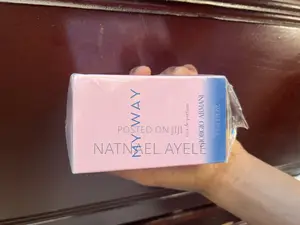 MY WAY
GIORGIO ARMANI
POSTED ON JIJI
NATNAEL AYELE